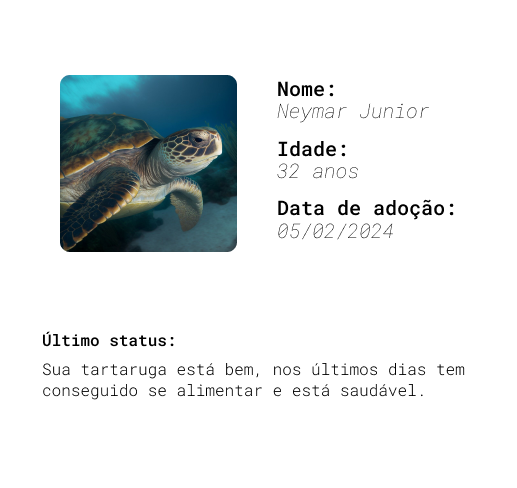 Nome:
Neymar Junior
Idade:
32 anos
Data de adoção:
05/02/2024
Último status:
Sua tartaruga está bem, nos últimos dias tem
conseguido se alimentar e está saudável.